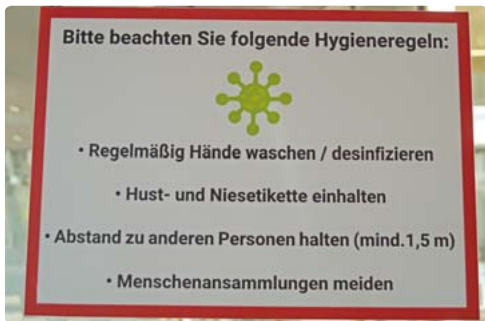 Bitte beachten Sie folgende Hygieneregeln:
• Regelmäßig Hände waschen / desinfizieren
• Hust- und Niesetikette einhalten
• Abstand zu anderen Personen halten (mind.1,5 m)
• Menschenansammlungen meiden